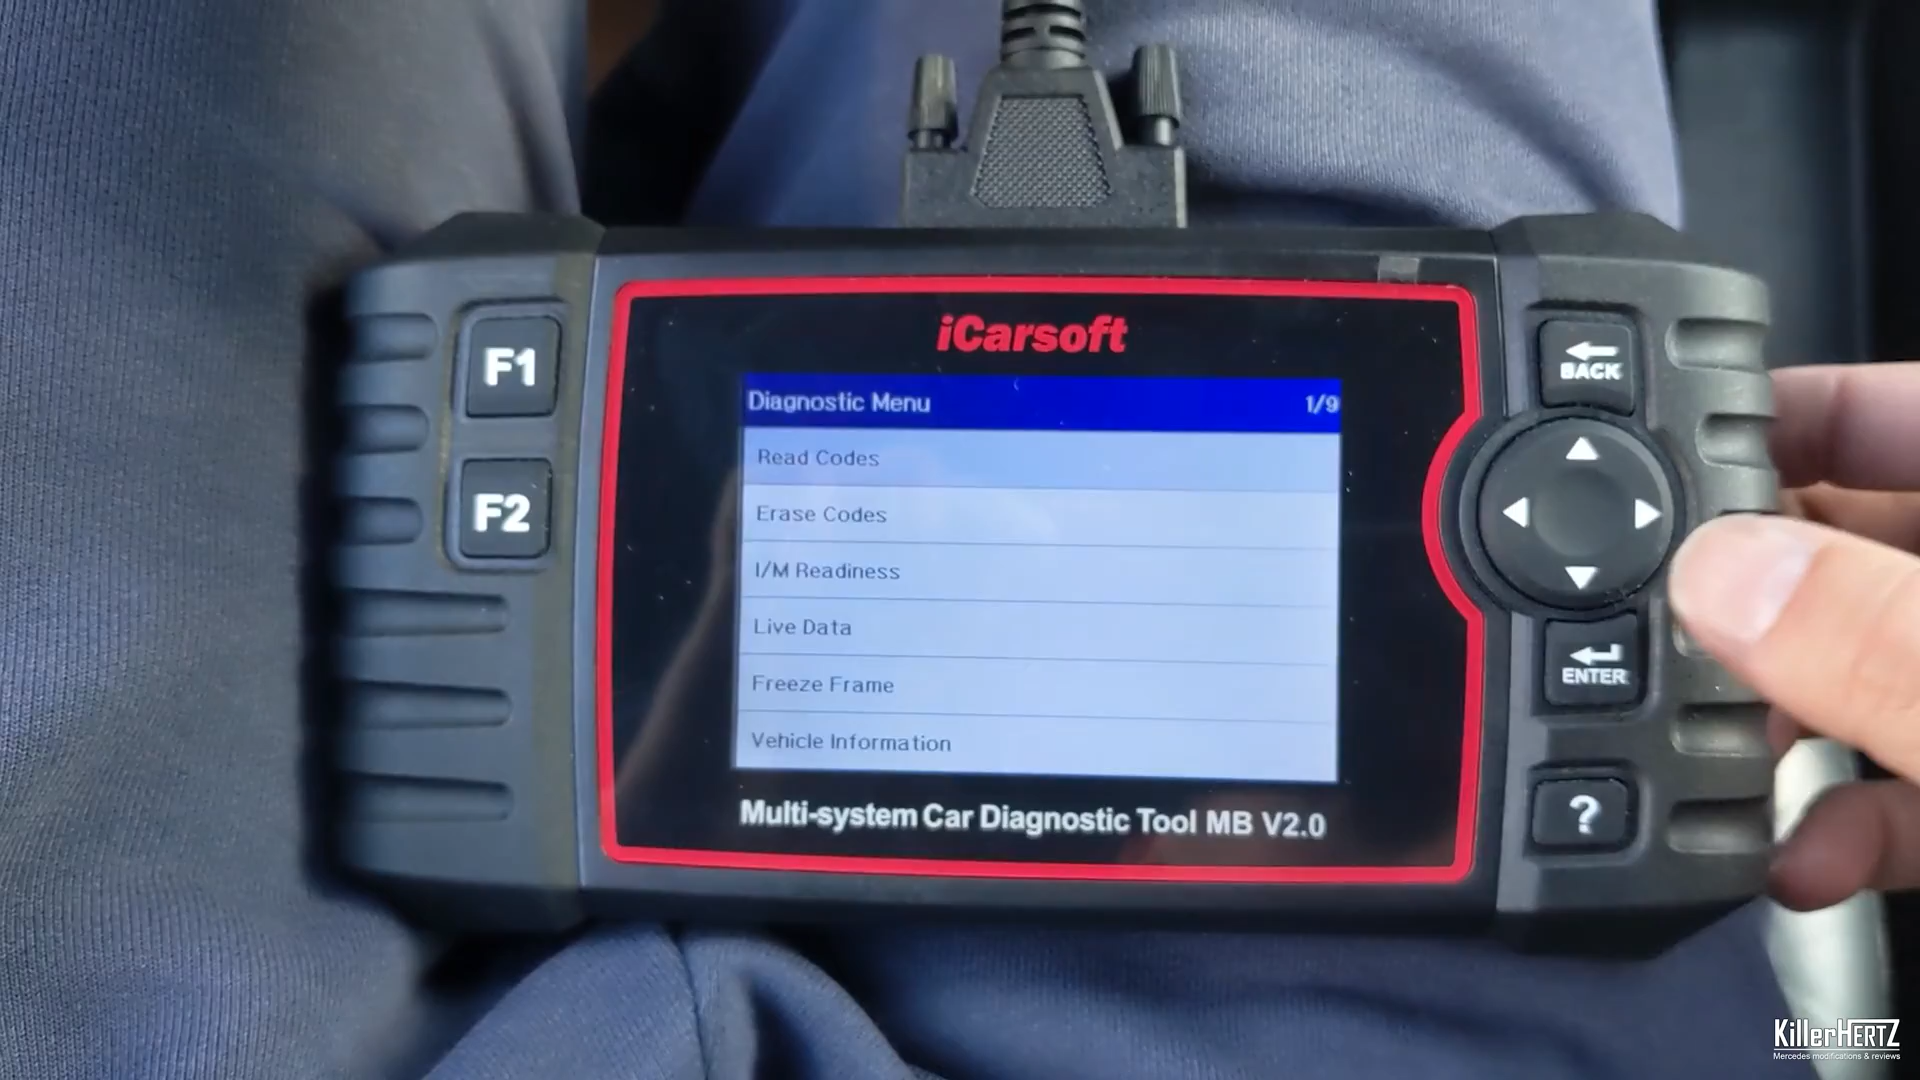 iCarsoft
F1
F2
Diagnostic Menu 1/9
Read Codes
Erase Codes
I/M Readiness
Live Data
Freeze Frame
Vehicle Information
Multi-system Car Diagnostic Tool MB V2.0
BACK
ENTER
?
KillerHERTZ
Mercedes modifications & reviews